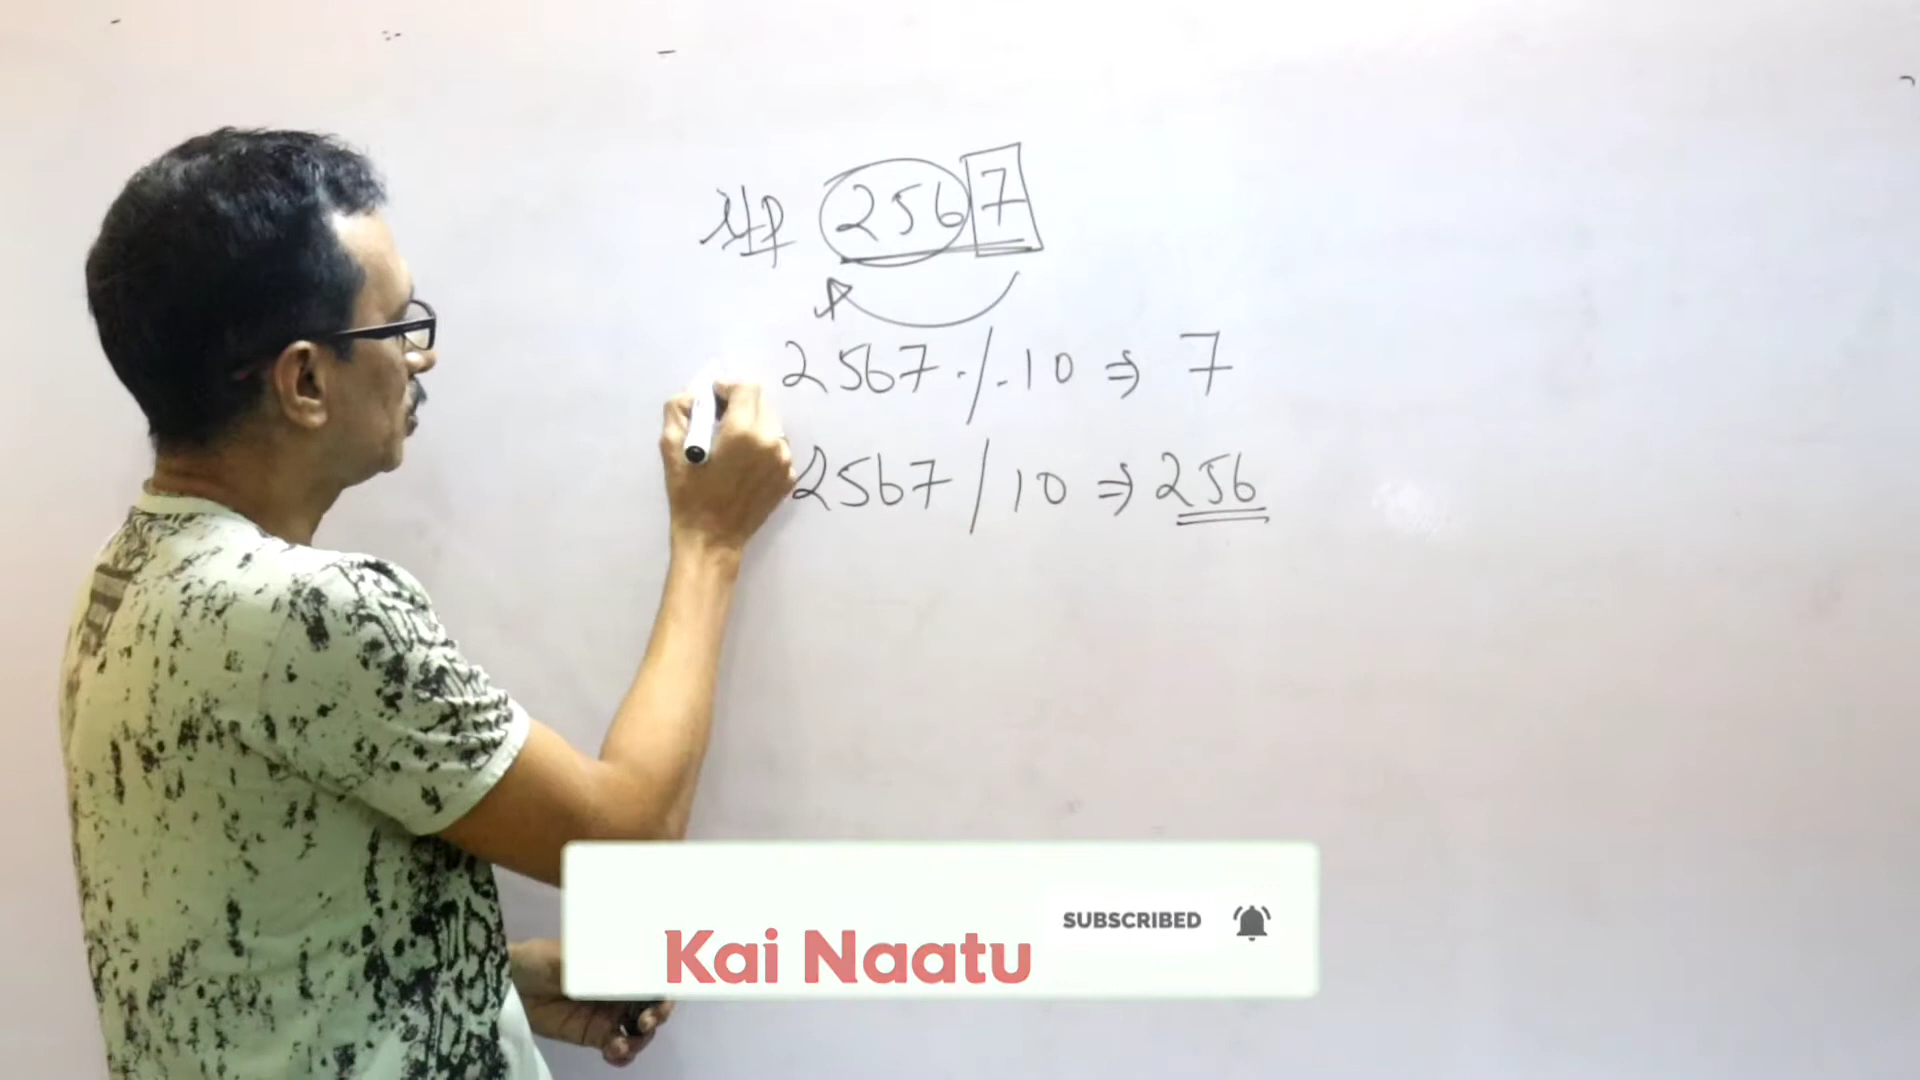 I/P 2567
2567 % 10 ⇒ 7
2567 / 10 ⇒ 256
SUBSCRIBED
Kai Naatu